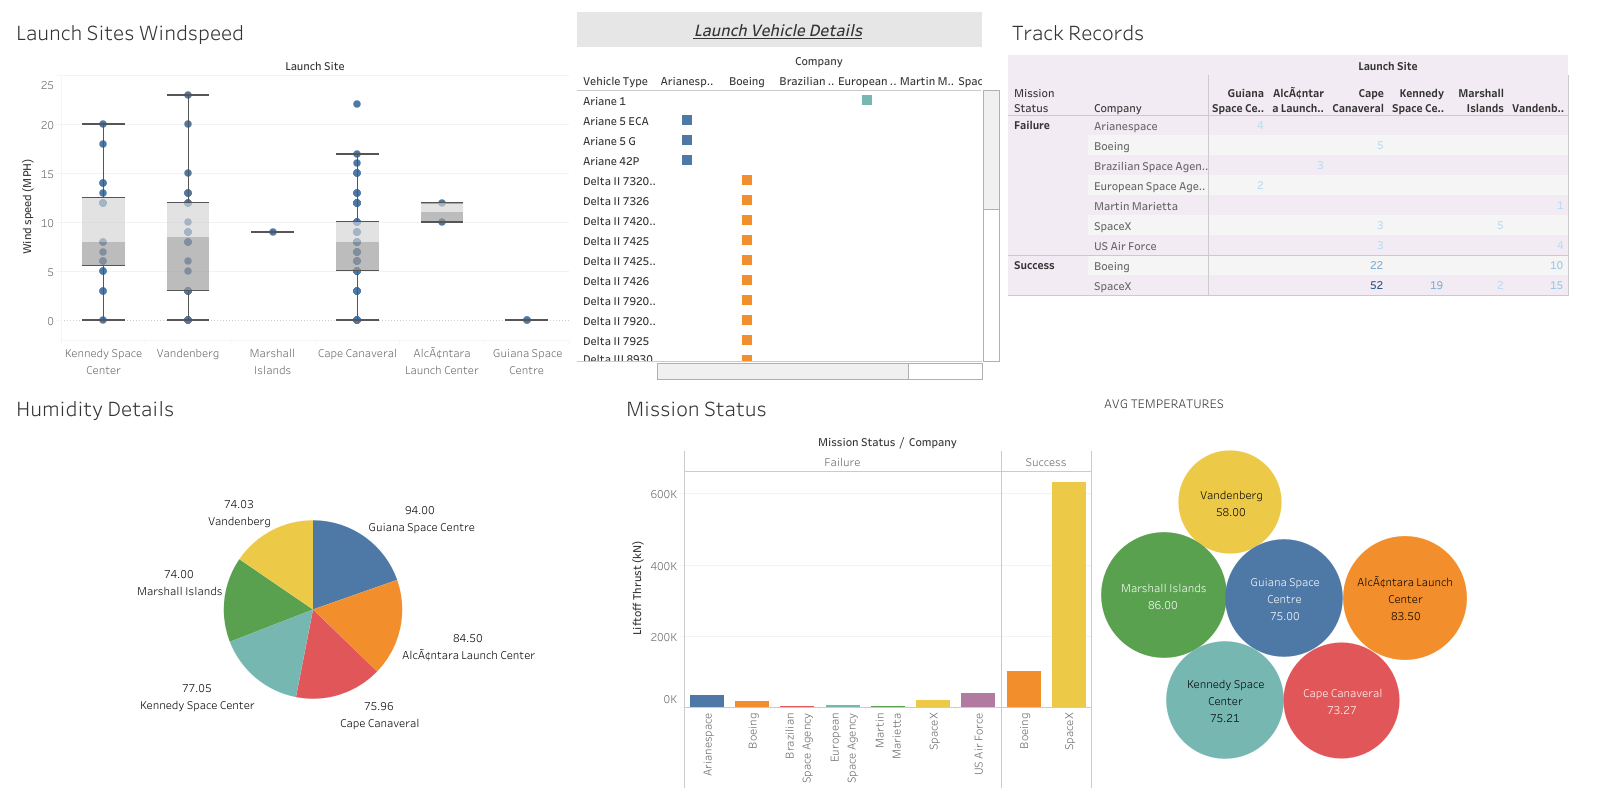 Launch Sites Windspeed
Launch Site
Wind speed (MPH)
25
20
15
10
5
0
Kennedy Space
Center
Vandenberg
Marshall
Islands
Cape Canaveral
AlcÃ¢ntara
Launch Center
Guiana Space
Centre
Launch Vehicle Details
Company
Vehicle Type Arianesp.. Boeing Brazilian .. European .. Martin M.. Spac
Ariane 1
Ariane 5 ECA
Ariane 5 G
Ariane 42P
Delta II 7320..
Delta II 7326
Delta II 7420..
Delta II 7425
Delta II 7425..
Delta II 7426
Delta II 7920..
Delta II 7920..
Delta II 7925
Delta III 8930
Track Records
Launch Site
Mission
Status
Company
Guiana
Space Ce..
AlcÃ¢ntar
a Launch..
Cape
Canaveral
Kennedy
Space Ce..
Marshall
Islands
Vandenb..
Failure Arianespace 4
Boeing 5
Brazilian Space Agen.. 3
European Space Age.. 2
Martin Marietta 1
SpaceX 3 5
US Air Force 3 4
Success Boeing 22 10
SpaceX 52 19 2 15
Humidity Details
74.03
Vandenberg
94.00
Guiana Space Centre
74.00
Marshall Islands
84.50
AlcÃ¢ntara Launch Center
77.05
Kennedy Space Center
75.96
Cape Canaveral
Mission Status
Mission Status / Company
Failure
Success
Liftoff Thrust (kN)
600K
400K
200K
0K
Arianespace
Boeing
Brazilian
Space Agency
European
Space Agency
Martin
Marietta
SpaceX
US Air Force
Boeing
SpaceX
AVG TEMPERATURES
Vandenberg
58.00
Marshall Islands
86.00
Guiana Space
Centre
75.00
AlcÃ¢ntara Launch
Center
83.50
Kennedy Space
Center
75.21
Cape Canaveral
73.27